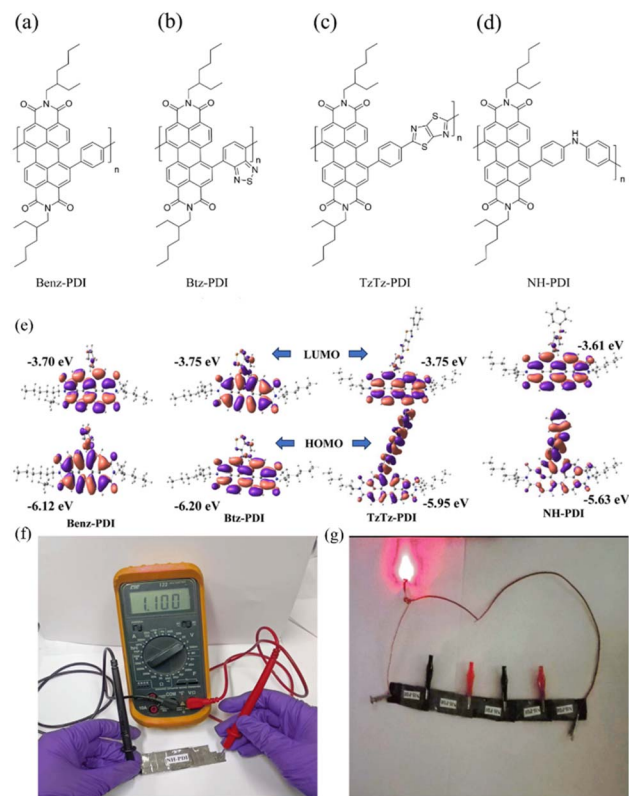 (a)
(b)
(c)
(d)
O
N
O
O
N
O
n
O
N
O
O
N
O
N
S
N
n
O
N
O
O
N
O
N
S
S
N
n
O
N
O
O
N
O
H
N
n
Benz-PDI
Btz-PDI
TzTz-PDI
NH-PDI
(e)
-3.70 eV
-3.75 eV
LUMO
-3.75 eV
-3.61 eV
HOMO
-6.12 eV
-6.20 eV
-5.95 eV
-5.63 eV
Benz-PDI
Btz-PDI
TzTz-PDI
NH-PDI
(f)
(g)
1.100
NH-PDI